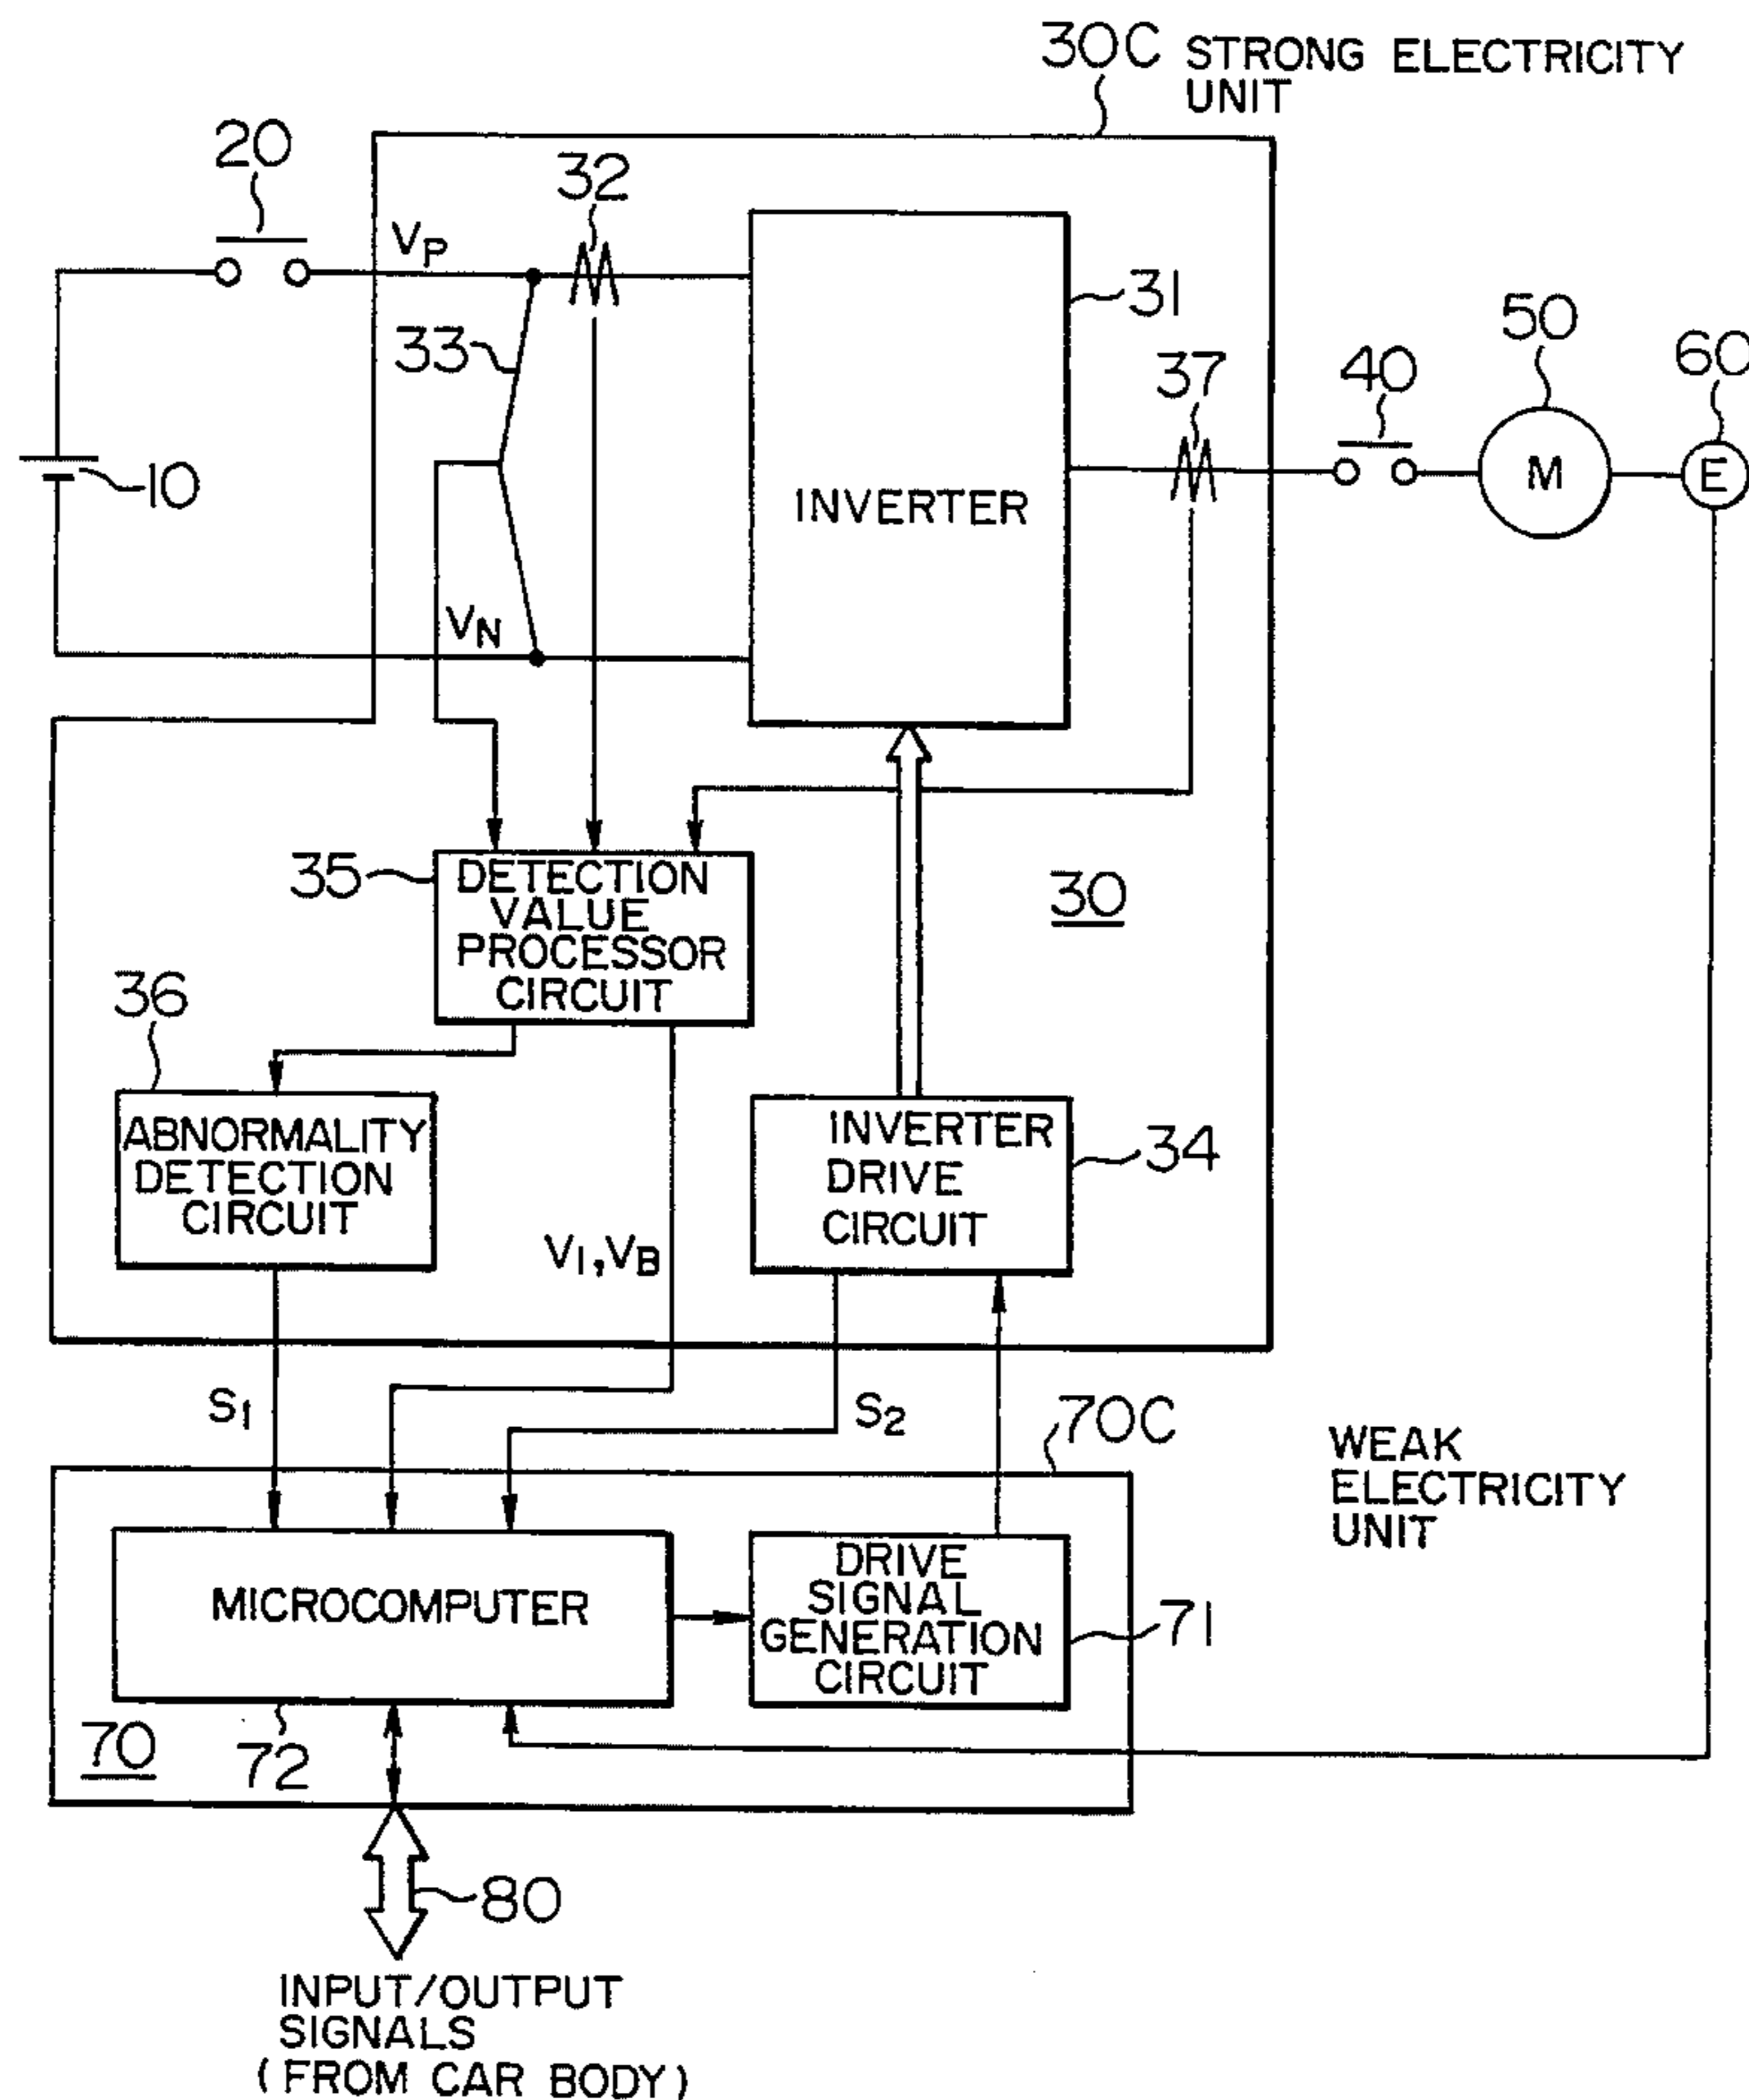 30C STRONG ELECTRICITY
UNIT
20
32
VP
31
33
50
60
37
40
10
M
E
INVERTER
VN
35
DETECTION
VALUE
PROCESSOR
CIRCUIT
30
36
ABNORMALITY
DETECTION
CIRCUIT
INVERTER
DRIVE
CIRCUIT
34
VI,VB
S1
S2
70C
WEAK
ELECTRICITY
UNIT
MICROCOMPUTER
DRIVE
SIGNAL
GENERATION
CIRCUIT
71
70
72
80
INPUT/OUTPUT
SIGNALS
(FROM CAR BODY)